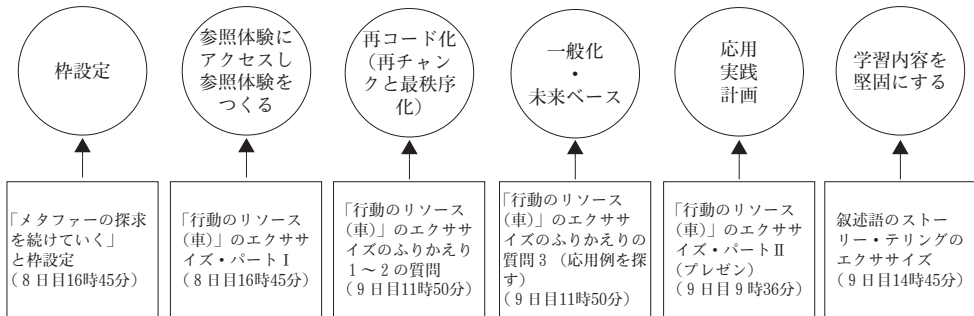 枠設定
参照体験に
アクセスし
参照体験を
つくる
再コード化
（再チャン
クと最秩序
化）
一般化
・
未来ベース
応用
実践
計画
学習内容を
堅固にする
「メタファーの探求
を続けていく」
と枠設定
（8日目16時45分）
「行動のリソース
（車）」のエクササ
イズ・パートⅠ
（8日目16時45分）
「行動のリソース
（車）」のエクササ
イズのふりかえり
1～2の質問
（9日目11時50分）
「行動のリソース
（車）」のエクササ
イズのふりかえりの
質問3（応用例を探
す）
（9日目11時50分）
「行動のリソース
（車）」のエクササ
イズ・パートⅡ
（プレゼン）
（9日目9時36分）
叙述語のストー
リー・テリングの
エクササイズ
（9日目14時45分）